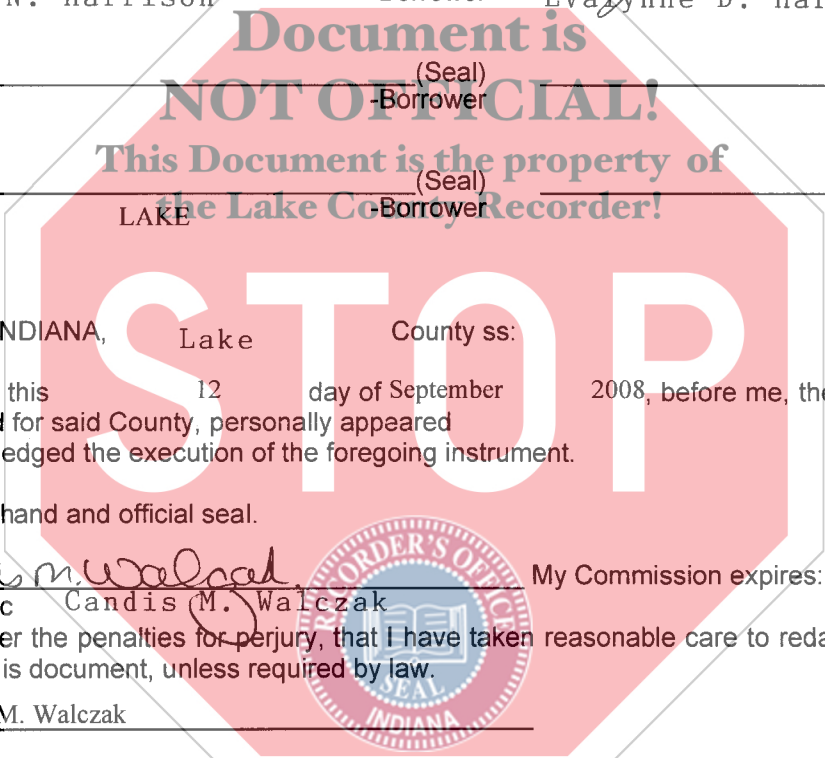 N. Harrison
Document is
(Seal)
NOT OFFICIAL!
-Borrower
This Document is the property of
(Seal)
the Lake County Recorder!
LAKE
-Borrower
STOP
NDIANA, Lake County ss:
this 12 day of September 2008, before me, the
for said County, personally appeared
edged the execution of the foregoing instrument.
hand and official seal.
M. Walczak
My Commission expires:
c Candis M. Walczak
er the penalties for perjury, that I have taken reasonable care to reda
is document, unless required by law.
M. Walczak
RECORDER'S OFFICE
SEAL
INDIANA